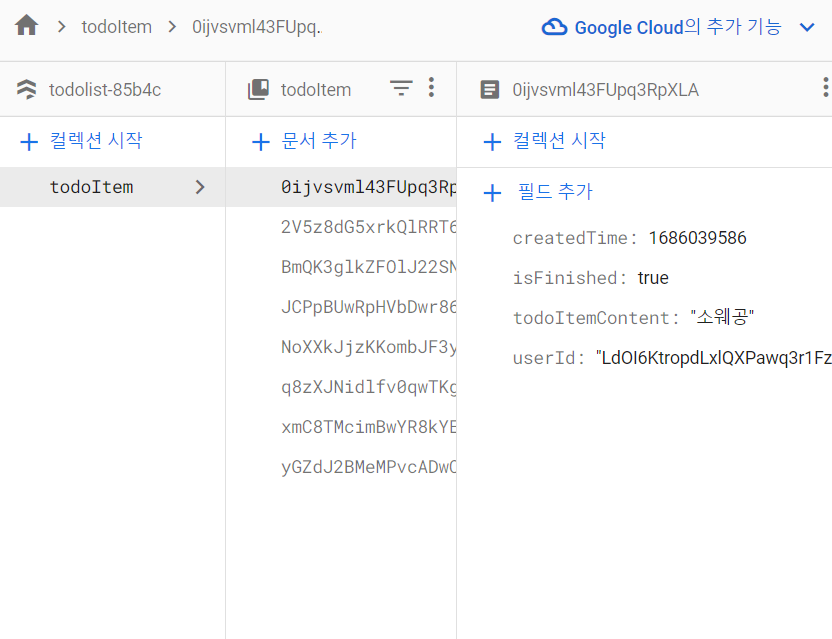 todoItem 0ijvsvml43FUpq.. Google Cloud의 추가 기능
todolist-85b4c
컬렉션 시작
todoItem
todoItem
문서 추가
0ijvsvml43FUpq3Rp
2V5z8dG5xrkQlRRT6
BmQK3glkZFOlJ22SN
JCPpBUwRpHVbDwr86
NoXXkJjzKKombJF3y
q8zXJNidlfv0qwTKg
xmC8TMcimBwYR8kYE
yGZdJ2BMeMPvcADwC
0ijvsvml43FUpq3RpXLA
컬렉션 시작
필드 추가
createdTime: 1686039586
isFinished: true
todoItemContent: "소웨공"
userId: "LdOI6KtropdLxlQXPawq3r1Fz